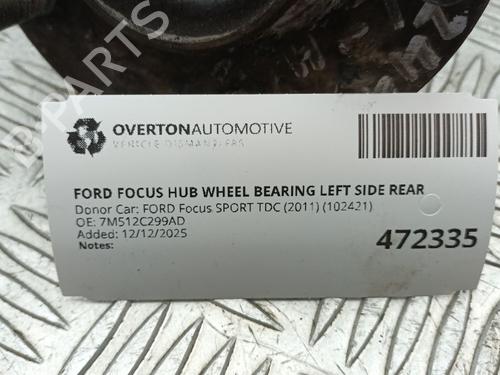 B-PARTS
OVERTONAUTOMOTIVE
VEHICLE DISMANTLERS
FORD FOCUS HUB WHEEL BEARING LEFT SIDE REAR
Donor Car: FORD Focus SPORT TDC (2011) (102421)
OE: 7M512C299AD
Added: 12/12/2025
Notes:
472335